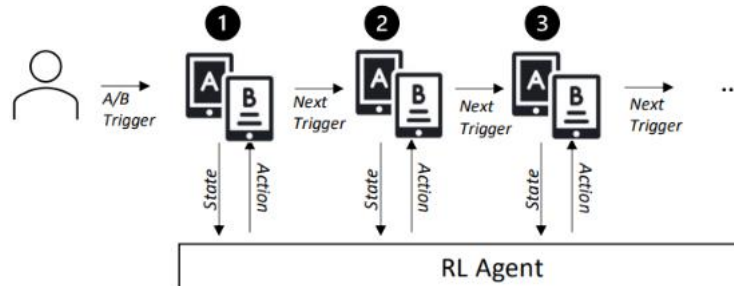 1
2
3
A
B
A
B
A
B
A/B
Trigger
Next
Trigger
Next
Trigger
Next
Trigger
...
State
Action
State
Action
State
Action
RL Agent